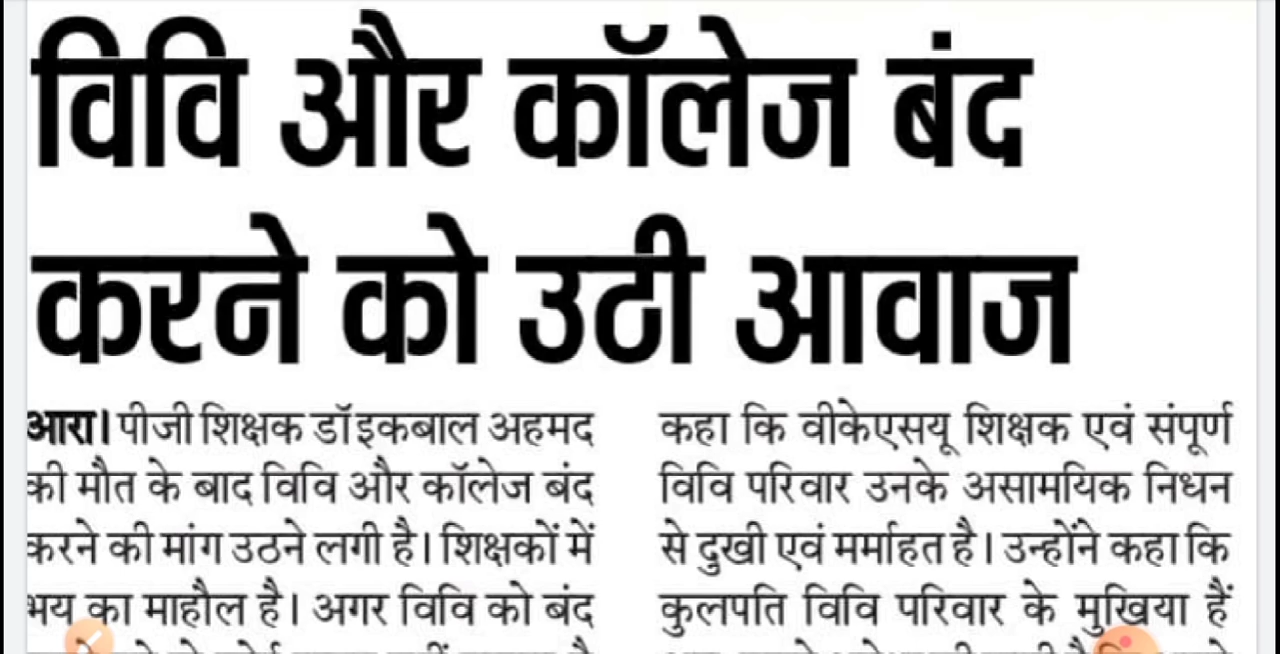 विवि और कॉलेज बंद
करने को उठी आवाज
आरा। पीजी शिक्षक डॉ इकबाल अहमद
की मौत के बाद विवि और कॉलेज बंद
करने की मांग उठने लगी है। शिक्षकों में
भय का माहौल है। अगर विवि को बंद
कहा कि वीकेएसयू शिक्षक एवं संपूर्ण
विवि परिवार उनके असामयिक निधन
से दुखी एवं मर्माहत है। उन्होंने कहा कि
कुलपति विवि परिवार के मुखिया हैं